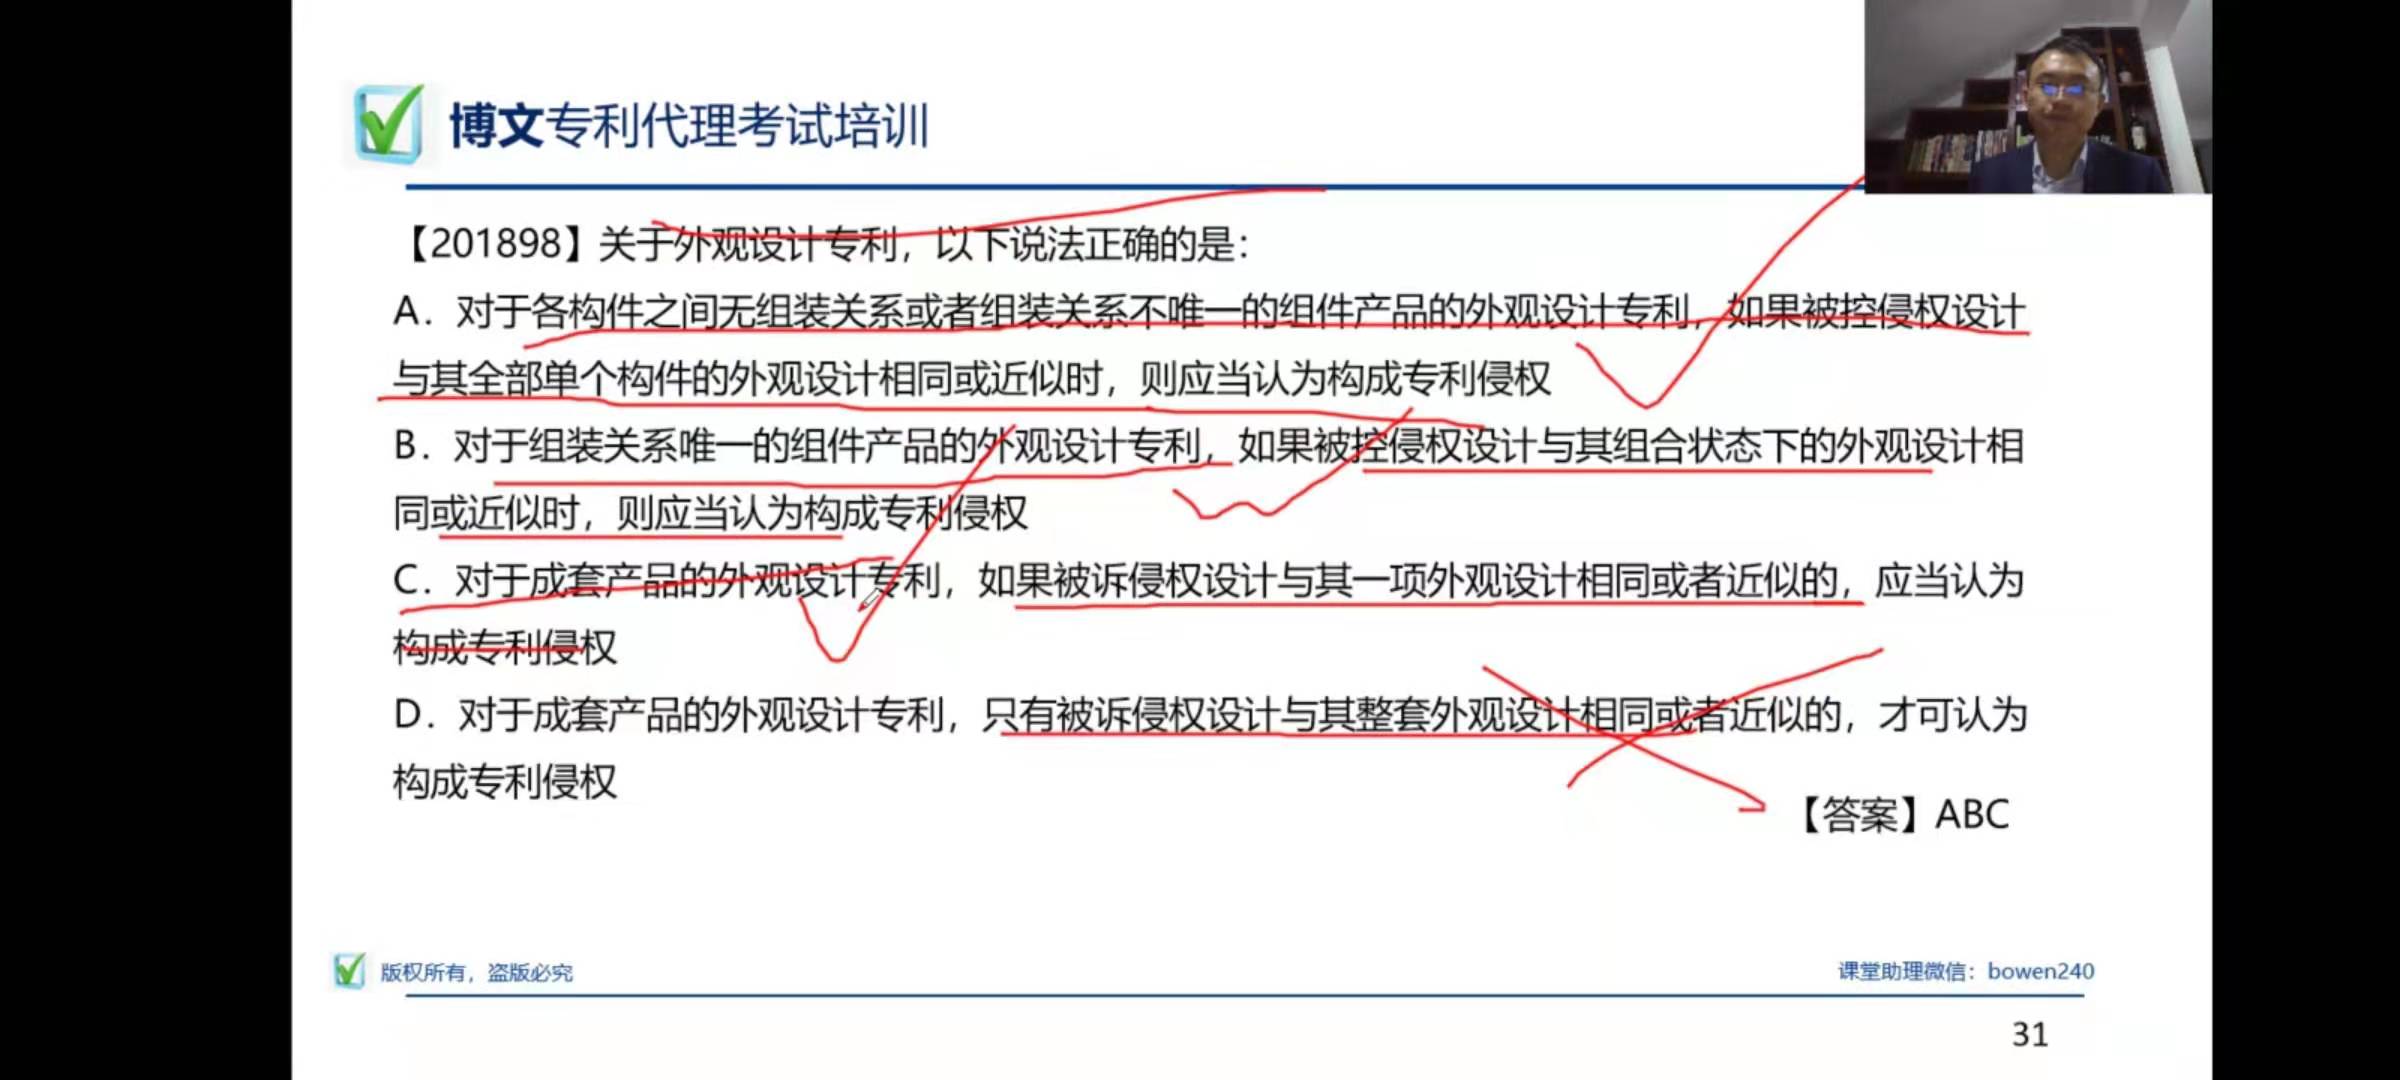 博文专利代理考试培训
【201898】关于外观设计专利，以下说法正确的是：
A. 对于各构件之间无组装关系或者组装关系不唯一的组件产品的外观设计专利，如果被控侵权设计
与其全部单个构件的外观设计相同或近似时，则应当认为构成专利侵权
B. 对于组装关系唯一的组件产品的外观设计专利，如果被控侵权设计与其组合状态下的外观设计相
同或近似时，则应当认为构成专利侵权
C. 对于成套产品的外观设计专利，如果被诉侵权设计与其一项外观设计相同或者近似的，应当认为
构成专利侵权
D. 对于成套产品的外观设计专利，只有被诉侵权设计与其整套外观设计相同或者近似的，才可认为
构成专利侵权
【答案】ABC
版权所有，盗版必究
课堂助理微信：bowen240
31